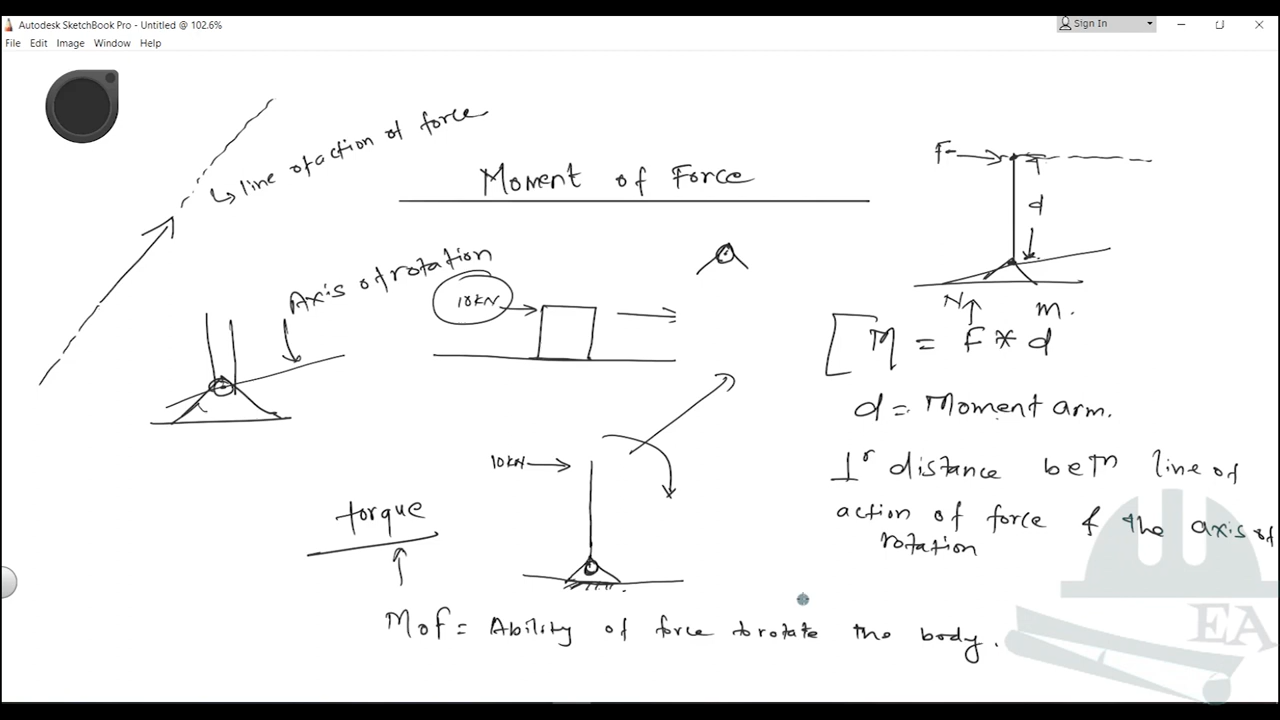 Autodesk SketchBook Pro - Untitled @ 102.6%
Sign In
File Edit Image Window Help
line of action of force
Moment of Force
F
d
Axis of rotation
10KN
N
m.
M = F * d
d = Moment arm.
⊥r distance betn line of
action of force & the axis of
rotation
10KN
torque
Mof = Ability of force to rotate the body.
EA